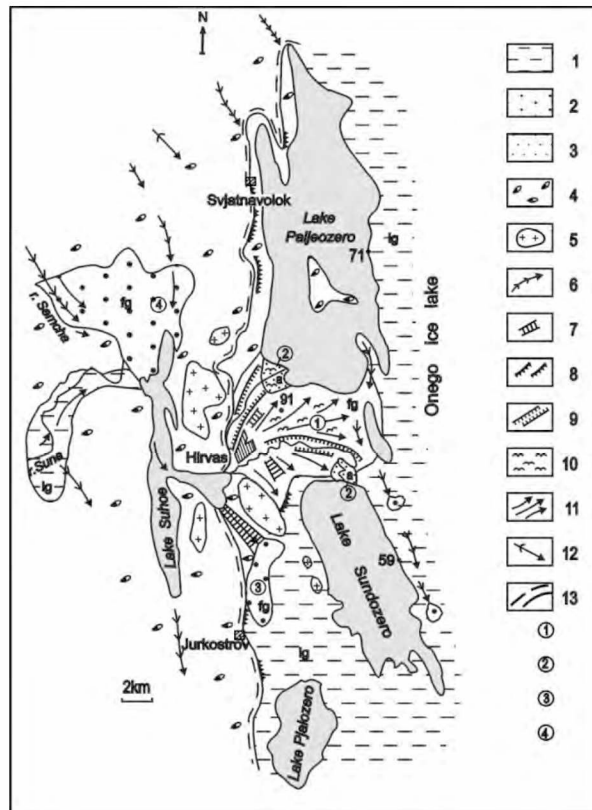 N
Svjatnavolok
Lake
Paljeozero
71
lg
Onego ice lake
r. Semcha
fg
4
2
a
91
fg
1
Hirvas
r. Suna
lg
Lake Suhoe
a
2
Lake
Sundozero
59
3
fg
Jurkostrov
lg
2km
Lake Pjalozero
1
2
3
4
5
6
7
8
9
10
11
12
13
1
2
3
4